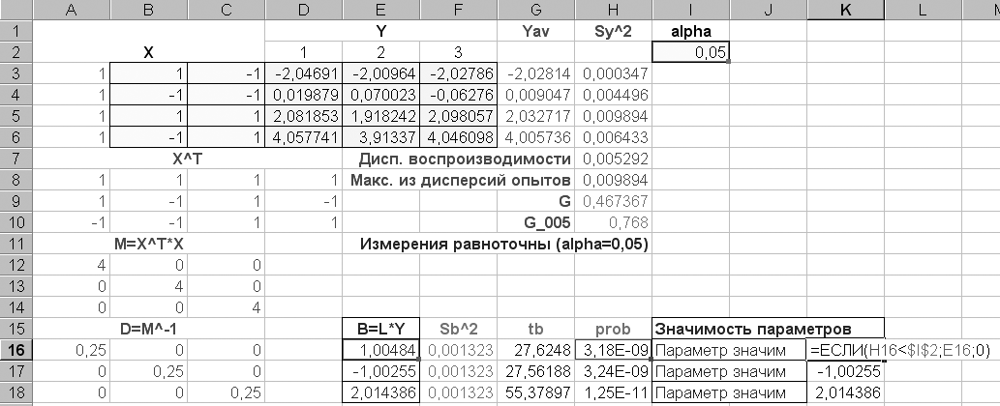 A B C D E F G H I J K L M
1 Y Yav Sy^2 alpha
2 X 1 2 3 0,05
3 1 1 -1 -2,04691 -2,00964 -2,02786 -2,02814 0,000347
4 1 -1 -1 0,019879 0,070023 -0,06276 0,009047 0,004496
5 1 1 1 2,081853 1,918242 2,098057 2,032717 0,009894
6 1 -1 1 4,057741 3,91337 4,046098 4,005736 0,006433
7 X^T Дисп. воспроизводимости 0,005292
8 1 1 1 1 Макс. из дисперсий опытов 0,009894
9 1 -1 1 -1 G 0,467367
10 -1 -1 1 1 G_005 0,768
11 M=X^T*X Измерения равноточны (alpha=0,05)
12 4 0 0
13 0 4 0
14 0 0 4
15 D=M^-1 B=L*Y Sb^2 tb prob Значимость параметров
16 0,25 0 0 1,00484 0,001323 27,6248 3,18E-09 Параметр значим =ЕСЛИ(H16<$I$2;E16;0)
17 0 0,25 0 -1,00255 0,001323 27,56188 3,24E-09 Параметр значим -1,00255
18 0 0 0,25 2,014386 0,001323 55,37897 1,25E-11 Параметр значим 2,014386